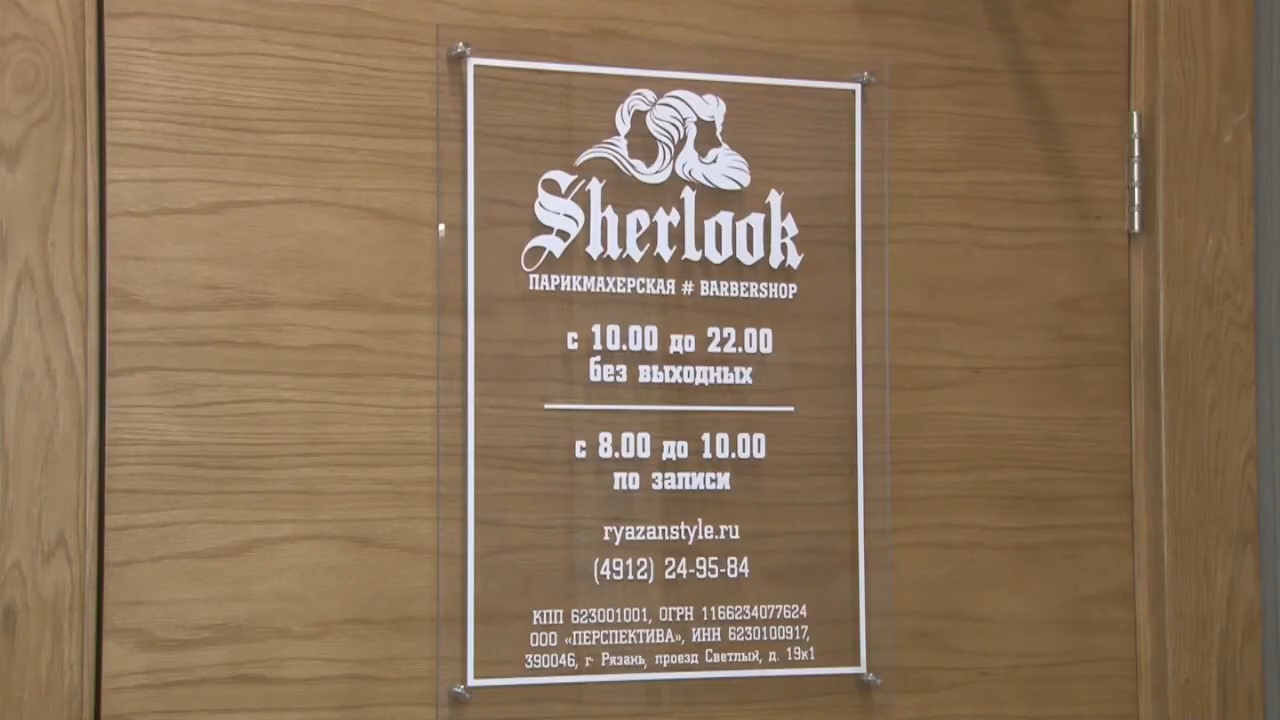 Sherlook
ПАРИКМАХЕРСКАЯ # BARBERSHOP
с 10.00 до 22.00
без выходных
с 8.00 до 10.00
по записи
ryazanstyle.ru
(4912) 24-95-84
КПП 623001001, ОГРН 1166234077624
ООО «ПЕРСПЕКТИВА», ИНН 6230100917,
390046, г· Рязань, проезд Светлый, д. 19к1